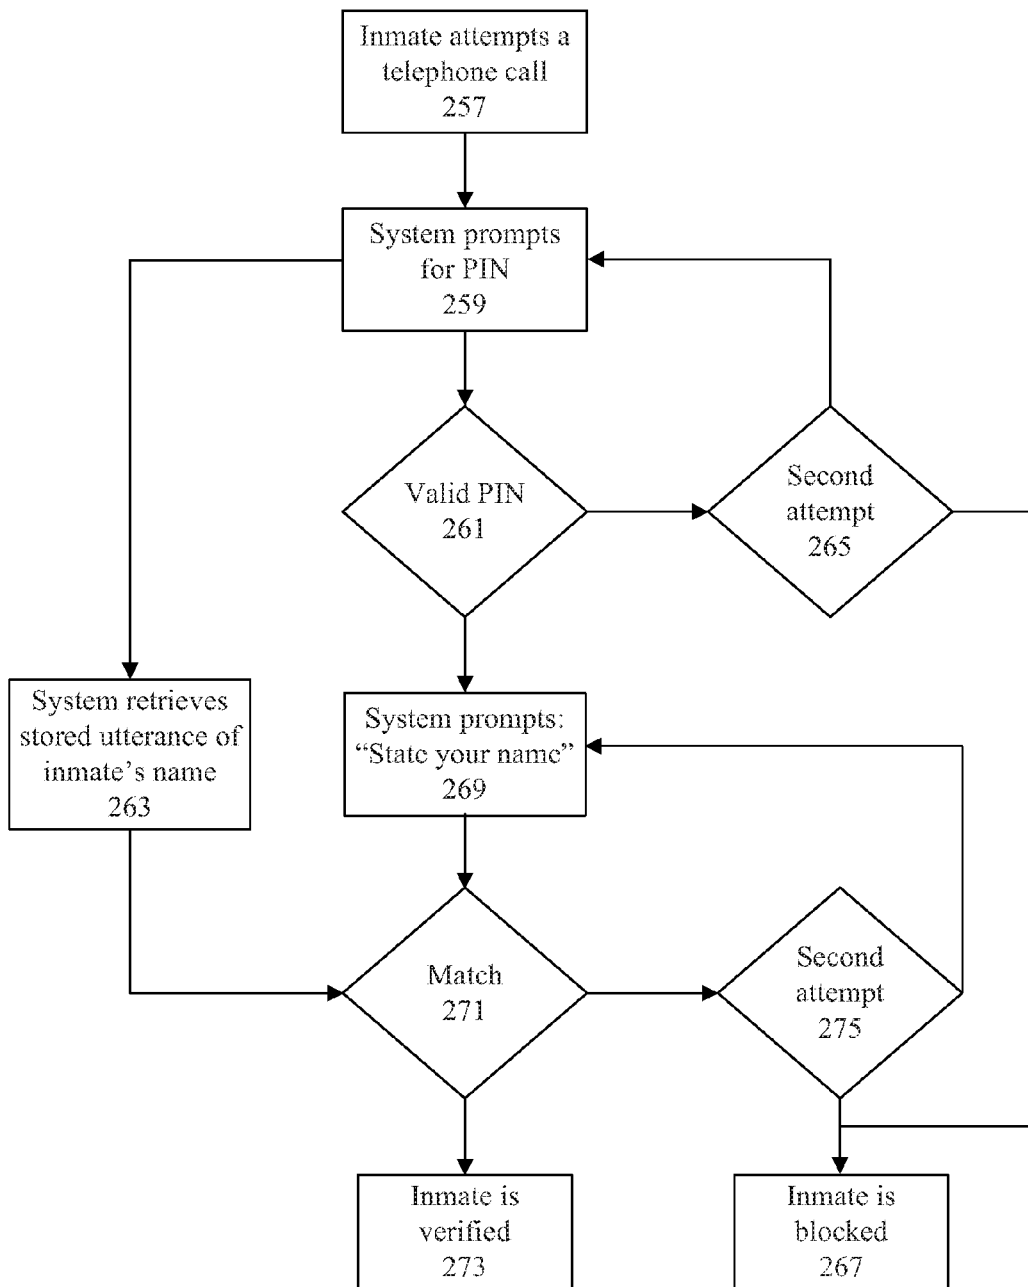 Inmate attempts a
telephone call
257
System prompts
for PIN
259
Valid PIN
261
Second
attempt
265
System retrieves
stored utterance of
inmate’s name
263
System prompts:
“State your name”
269
Match
271
Second
attempt
275
Inmate is
verified
273
Inmate is
blocked
267